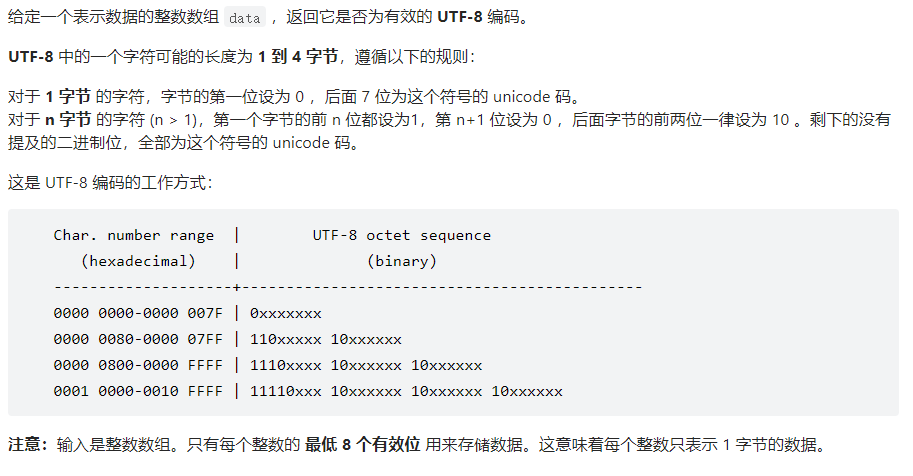 给定一个表示数据的整数数组 data ，返回它是否为有效的 UTF-8 编码。
UTF-8 中的一个字符可能的长度为 1 到 4 字节，遵循以下的规则：
对于 1 字节 的字符，字节的第一位设为 0 ，后面 7 位为这个符号的 unicode 码。
对于 n 字节 的字符 (n > 1)，第一个字节的前 n 位都设为1，第 n+1 位设为 0 ，后面字节的前两位一律设为 10 。剩下的没有
提及的二进制位，全部为这个符号的 unicode 码。
这是 UTF-8 编码的工作方式：
Char. number range | UTF-8 octet sequence
(hexadecimal) | (binary)
--------------------+---------------------------------------------
0000 0000-0000 007F | 0xxxxxxx
0000 0080-0000 07FF | 110xxxxx 10xxxxxx
0000 0800-0000 FFFF | 1110xxxx 10xxxxxx 10xxxxxx
0001 0000-0010 FFFF | 11110xxx 10xxxxxx 10xxxxxx 10xxxxxx
注意：输入是整数数组。只有每个整数的 最低 8 个有效位 用来存储数据。这意味着每个整数只表示 1 字节的数据。